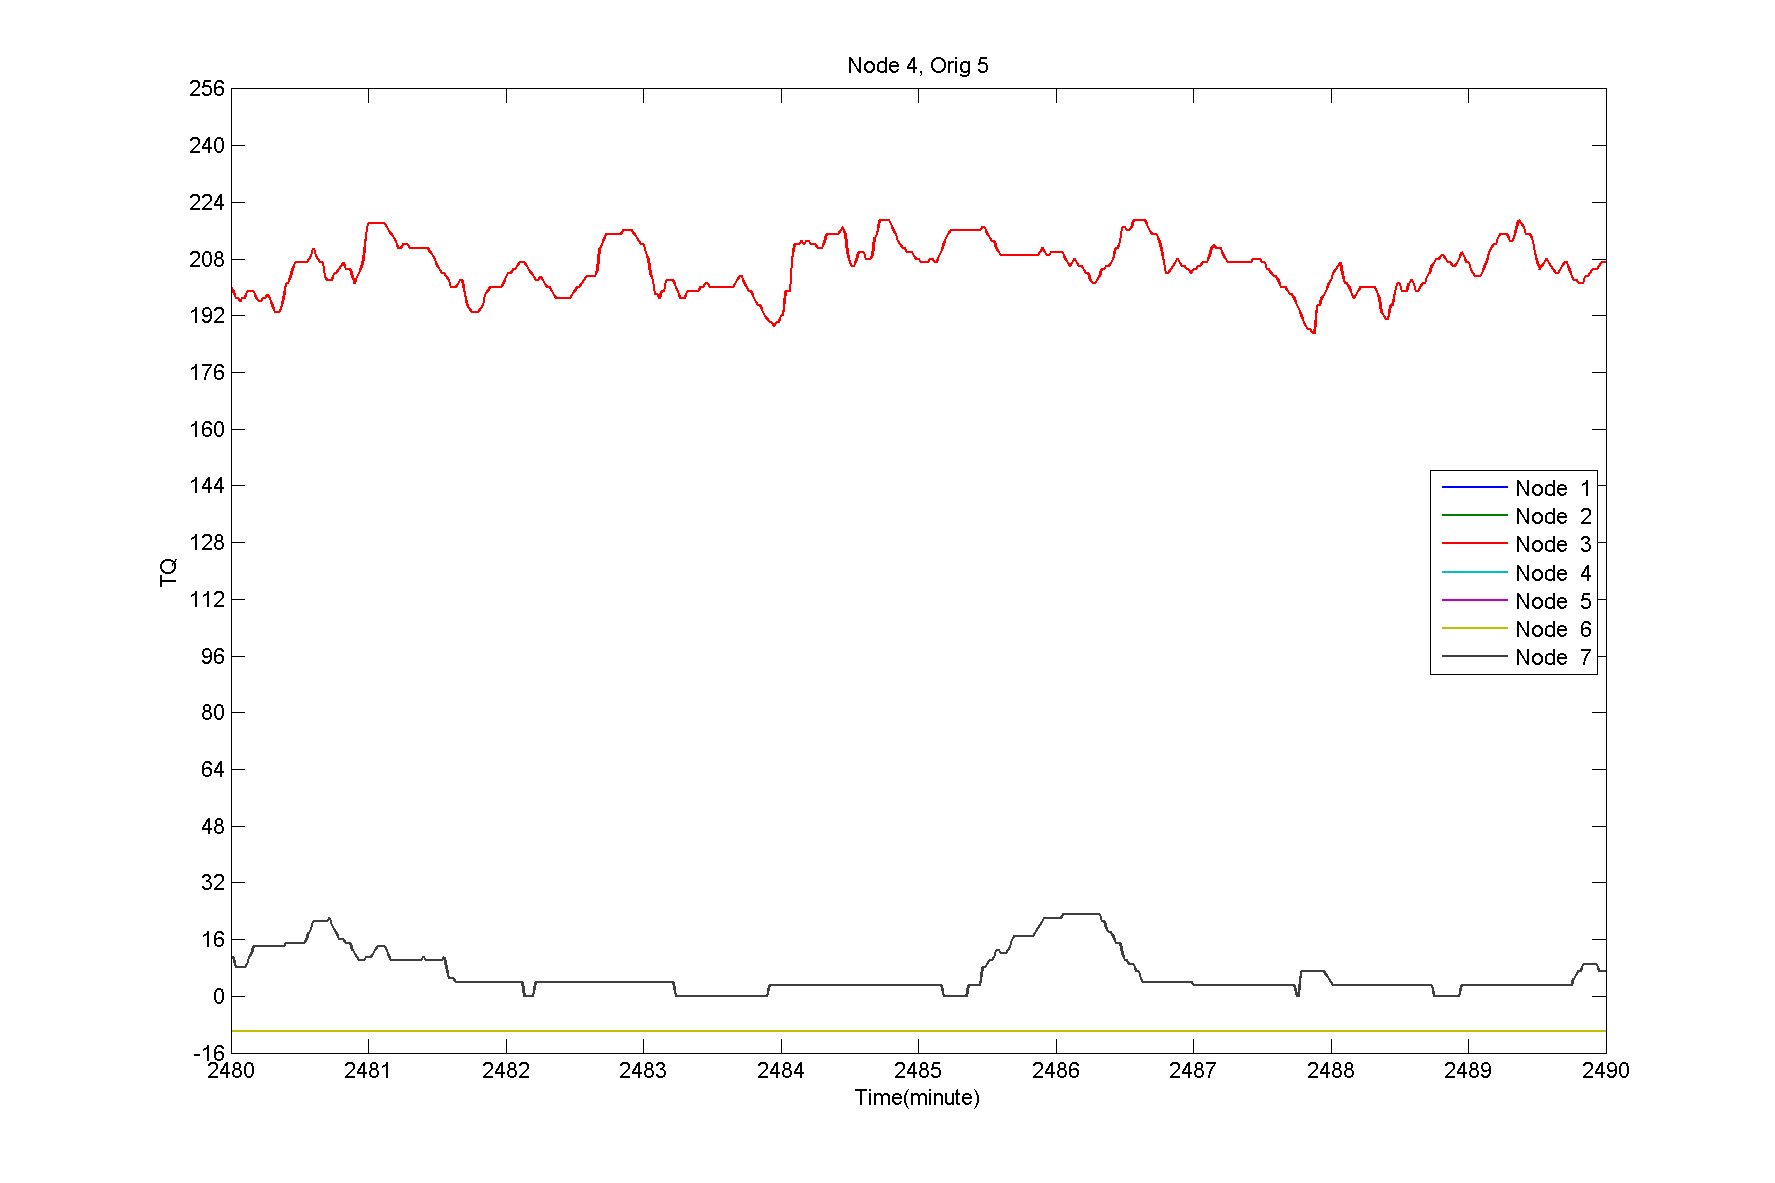 Node 4, Orig 5
256
240
224
208
192
176
160
144
128
112
96
80
64
48
32
16
0
-16
TQ
Node 1
Node 2
Node 3
Node 4
Node 5
Node 6
Node 7
2480 2481 2482 2483 2484 2485 2486 2487 2488 2489 2490
Time(minute)